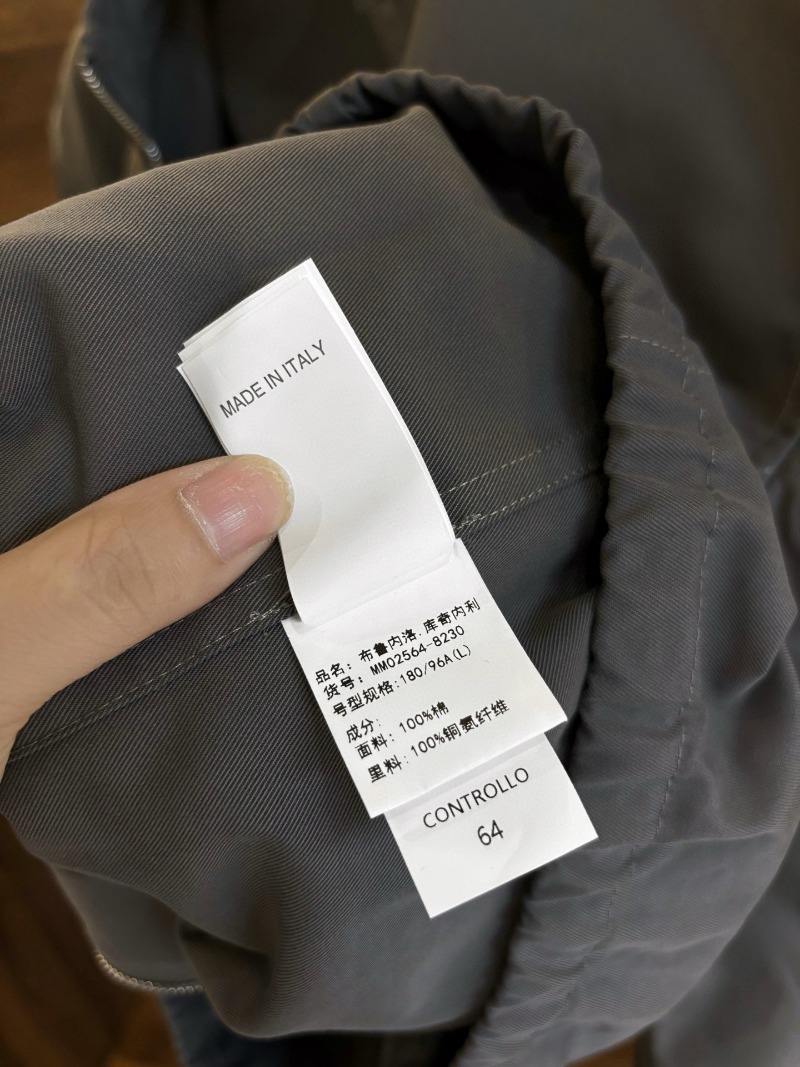 MADE IN ITALY
品名: 布鲁内洛.库奇内利
货号: MM02564-8230
号型规格:180/96A(L)
成分:
面料: 100%棉
里料: 100%铜氨纤维
CONTROLLO
64